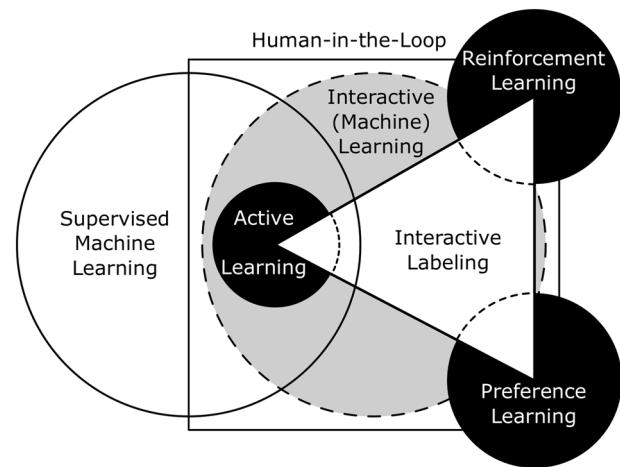 Human-in-the-Loop
Reinforcement
Learning
Interactive
(Machine)
Learning
Supervised
Machine
Learning
Active
Learning
Interactive
Labeling
Preference
Learning